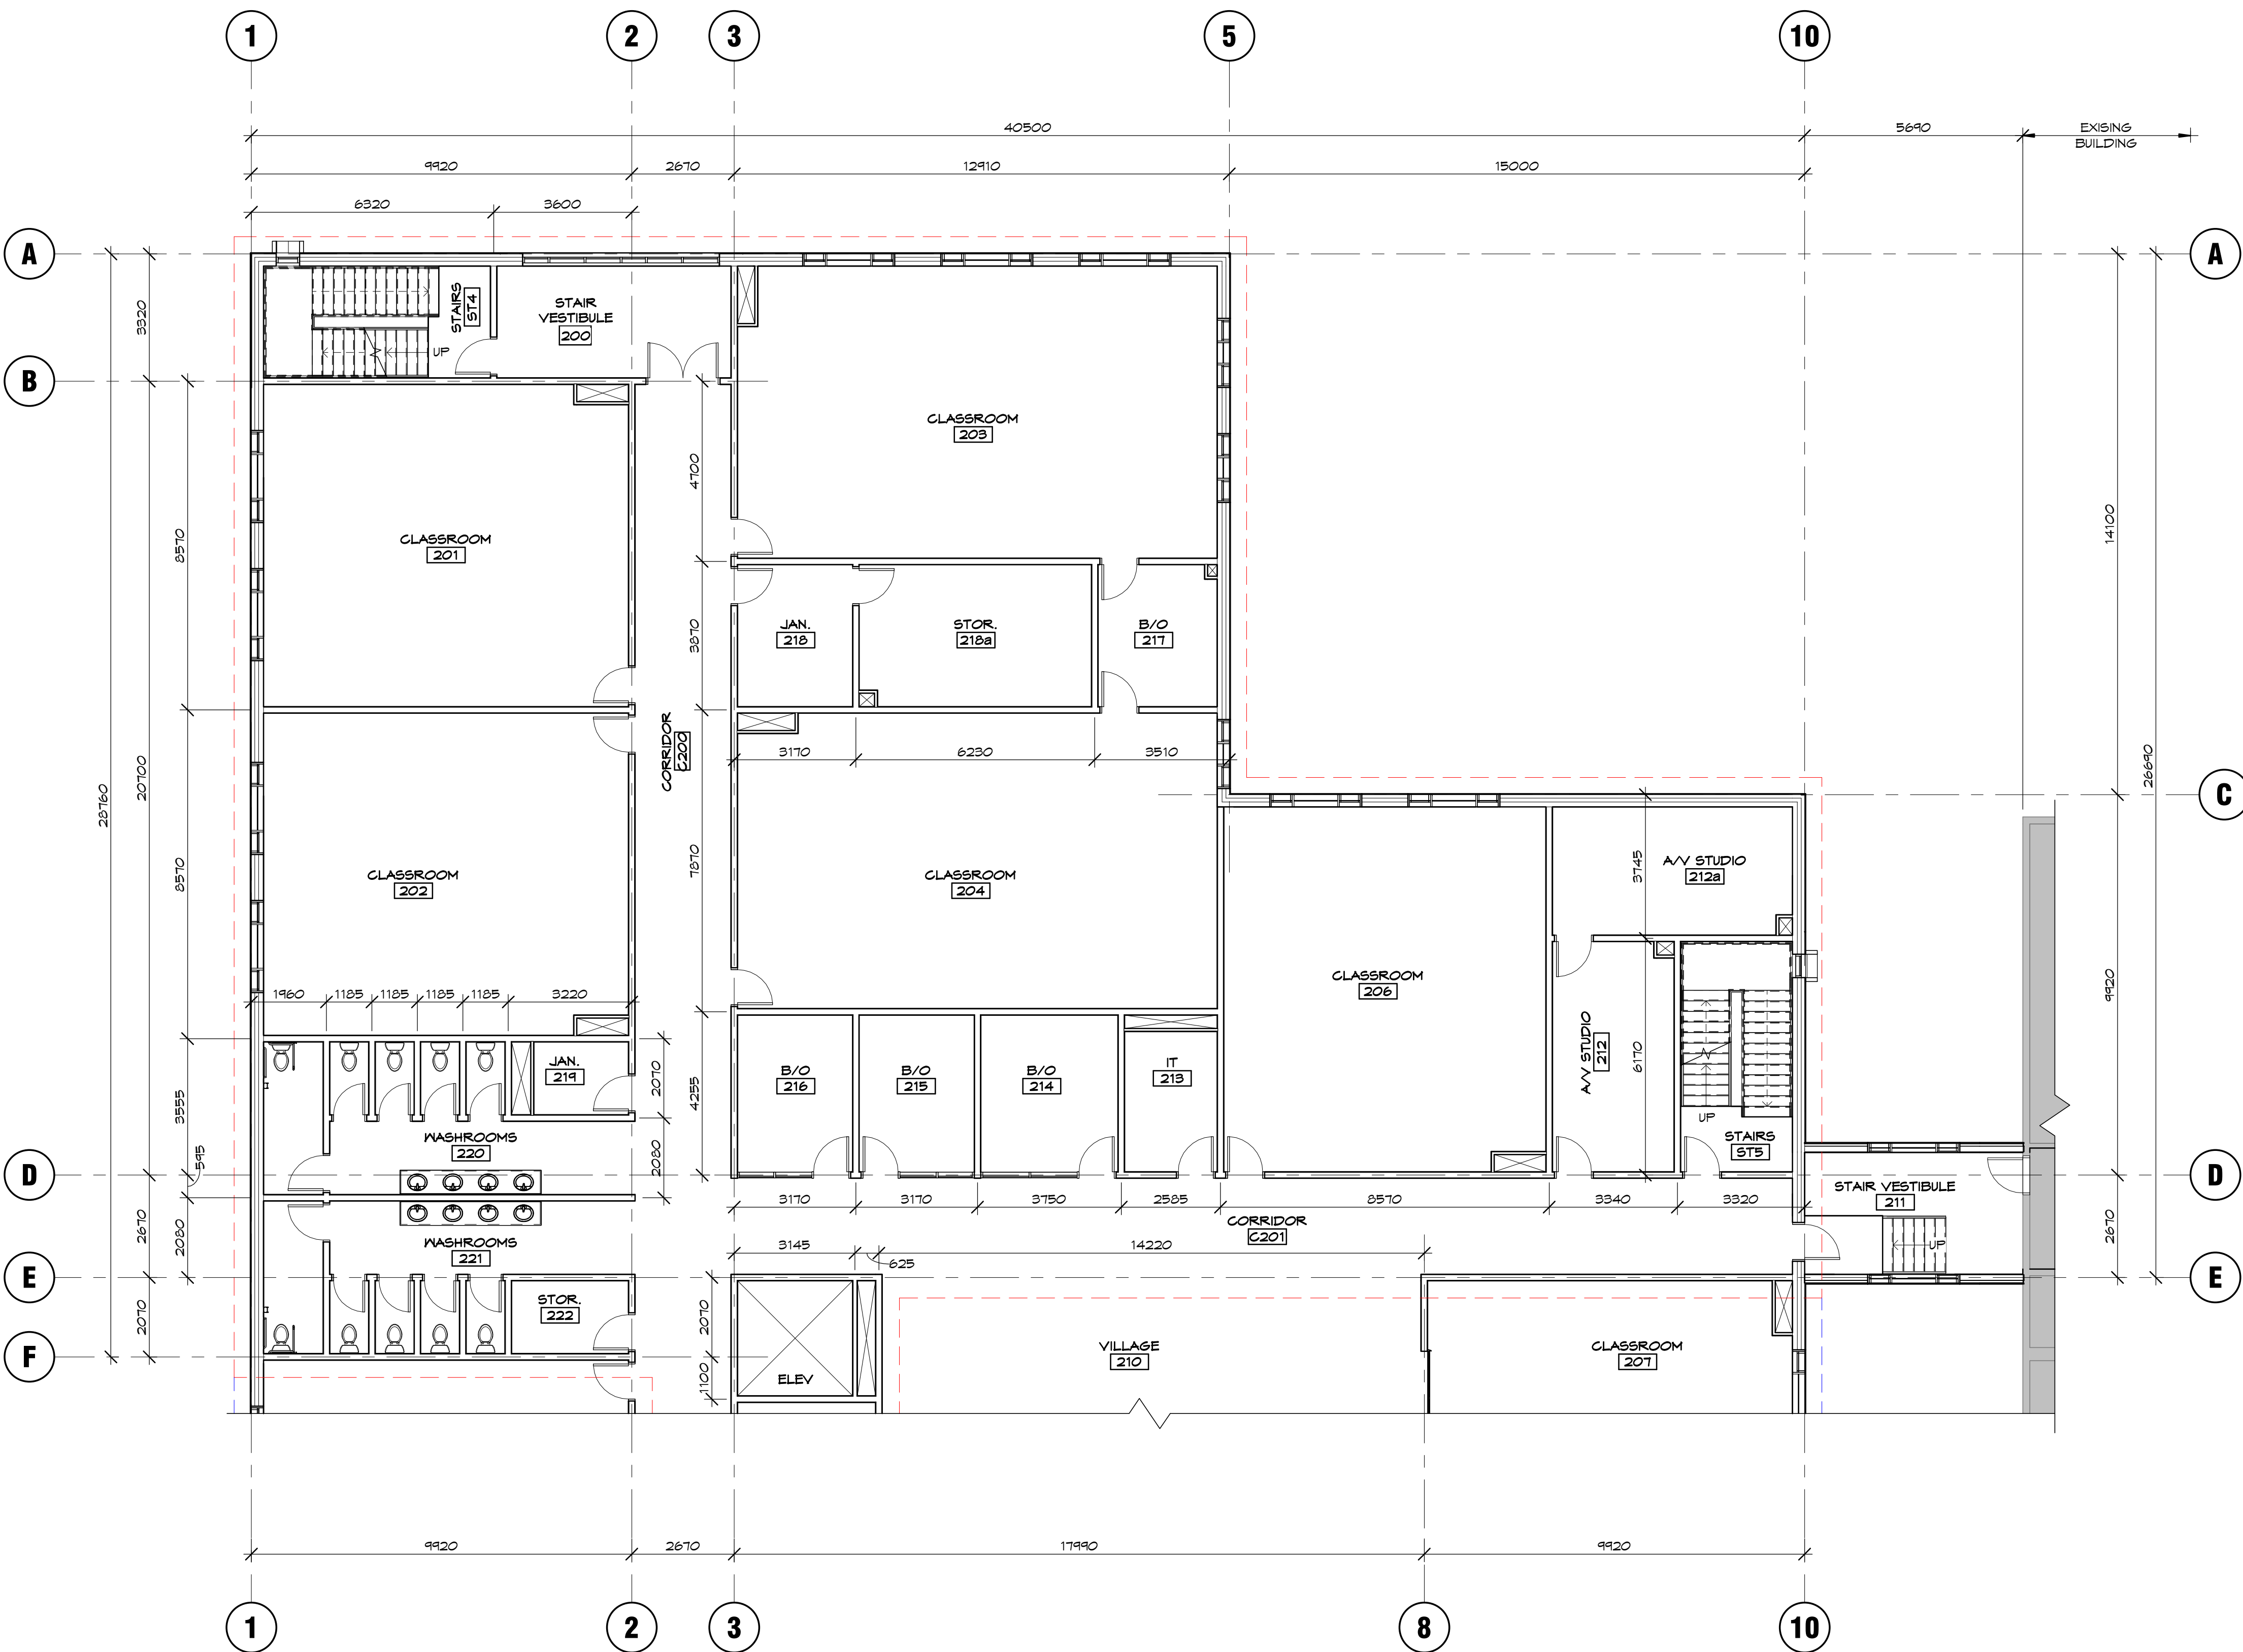 1 2 3 5 10
40500 5690 EXISING
BUILDING
9920 2670 12910 15000
6320 3600
A A
STAIRS
ST4
STAIR
VESTIBULE
200
3320
UP
B
CLASSROOM
203
4700
CLASSROOM
201
8570
14100
JAN.
218
STOR.
218a
B/O
217
3870
CORRIDOR
C200
3170 6230 3510
20700
28760
26690
C
CLASSROOM
202
8570
7870
CLASSROOM
204
3745
A/V STUDIO
212a
CLASSROOM
206
9920
1960 1185 1185 1185 1185 3220
A/V STUDIO
212
6170
JAN.
219
2070
B/O
216
B/O
215
B/O
214
IT
213
4255
3555
UP
STAIRS
ST5
WASHROOMS
220
595
2080
D D
STAIR VESTIBULE
211
3170 3170 3750 2585 8570 3340 3320
CORRIDOR
C201
2670
2080
WASHROOMS
221
3145 14220
625
UP
2670
E E
2070
STOR.
222
2070
VILLAGE
210
CLASSROOM
207
F
1100
ELEV
9920 2670 17990 9920
1 2 3 8 10